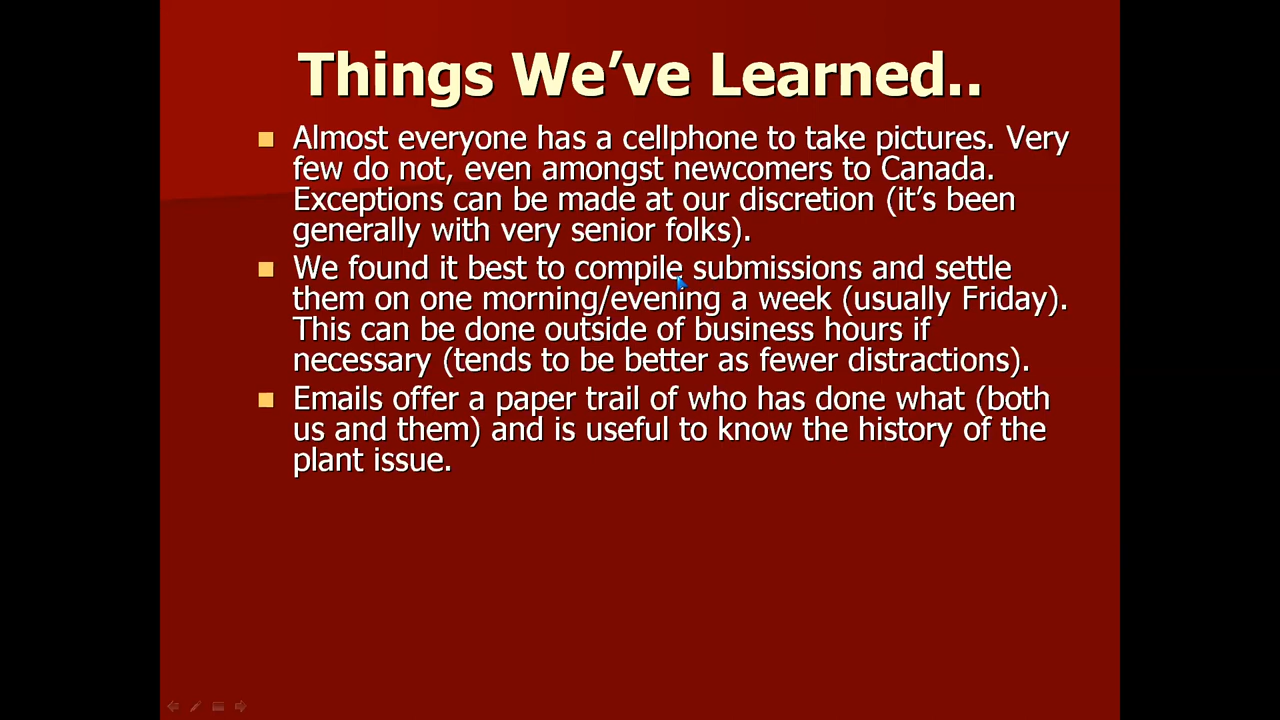 Things We’ve Learned..
Almost everyone has a cellphone to take pictures. Very
few do not, even amongst newcomers to Canada.
Exceptions can be made at our discretion (it’s been
generally with very senior folks).
We found it best to compile submissions and settle
them on one morning/evening a week (usually Friday).
This can be done outside of business hours if
necessary (tends to be better as fewer distractions).
Emails offer a paper trail of who has done what (both
us and them) and is useful to know the history of the
plant issue.